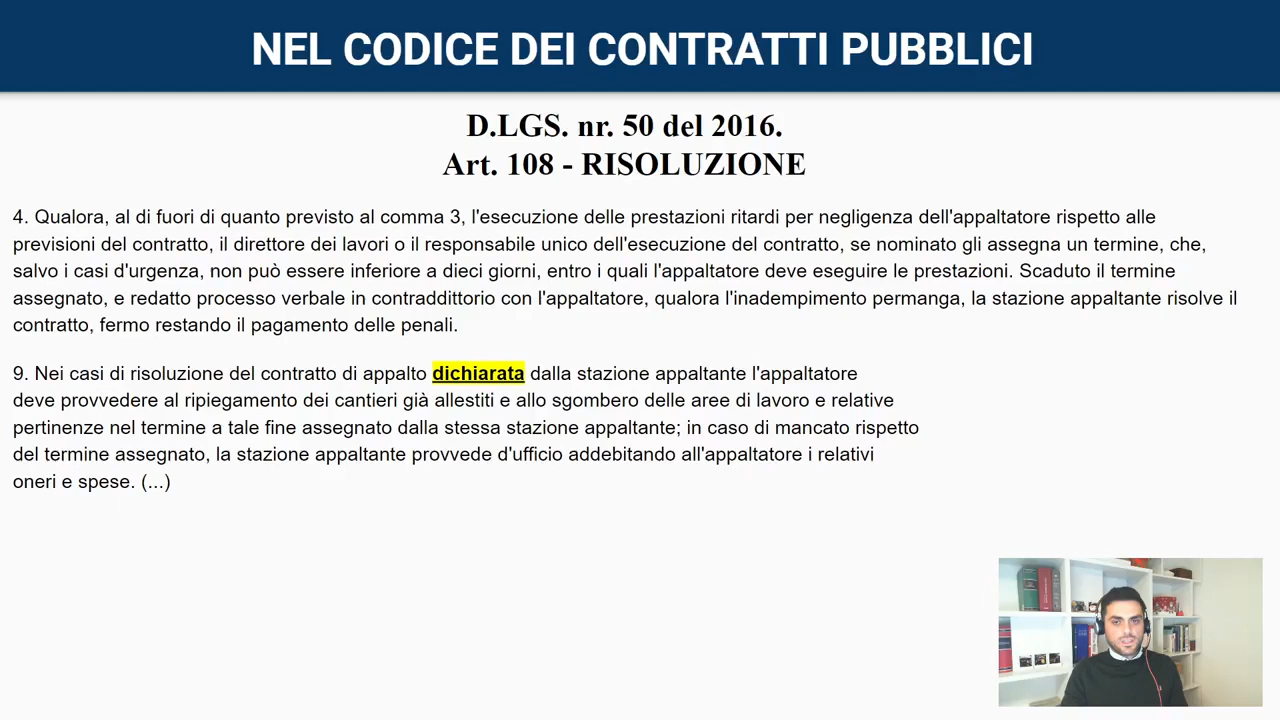 NEL CODICE DEI CONTRATTI PUBBLICI
D.LGS. nr. 50 del 2016.
Art. 108 - RISOLUZIONE
4. Qualora, al di fuori di quanto previsto al comma 3, l'esecuzione delle prestazioni ritardi per negligenza dell'appaltatore rispetto alle
previsioni del contratto, il direttore dei lavori o il responsabile unico dell'esecuzione del contratto, se nominato gli assegna un termine, che,
salvo i casi d'urgenza, non può essere inferiore a dieci giorni, entro i quali l'appaltatore deve eseguire le prestazioni. Scaduto il termine
assegnato, e redatto processo verbale in contraddittorio con l'appaltatore, qualora l'inadempimento permanga, la stazione appaltante risolve il
contratto, fermo restando il pagamento delle penali.
9. Nei casi di risoluzione del contratto di appalto dichiarata dalla stazione appaltante l'appaltatore
deve provvedere al ripiegamento dei cantieri già allestiti e allo sgombero delle aree di lavoro e relative
pertinenze nel termine a tale fine assegnato dalla stessa stazione appaltante; in caso di mancato rispetto
del termine assegnato, la stazione appaltante provvede d'ufficio addebitando all'appaltatore i relativi
oneri e spese. (...)